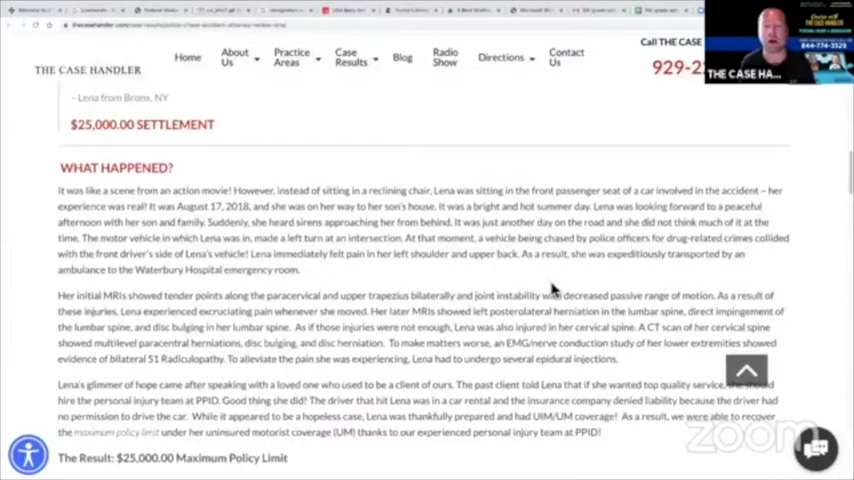 thecasehandler.com/case-results/police-chase-accident-attorney-review-lena/
Home
About Us
Practice Areas
Case Results
Blog
Radio Show
Directions
Contact Us
Call THE CASE
929-2
THE CASE HANDLER
844-774-3529
THE CASE HA...
- Lena from Bronx, NY
$25,000.00 SETTLEMENT
WHAT HAPPENED?
It was like a scene from an action movie! However, instead of sitting in a reclining chair, Lena was sitting in the front passenger seat of a car involved in the accident – her
experience was real! It was August 17, 2018, and she was on her way to her son's house. It was a bright and hot summer day. Lena was looking forward to a peaceful
afternoon with her son and family. Suddenly, she heard sirens approaching her from behind. It was just another day on the road and she did not think much of it at the
time. The motor vehicle in which Lena was in, made a left turn at an intersection. At that moment, a vehicle being chased by police officers for drug-related crimes collided
with the front driver's side of Lena's vehicle! Lena immediately felt pain in her left shoulder and upper back. As a result, she was expeditiously transported by an
ambulance to the Waterbury Hospital emergency room.
Her initial MRIs showed tender points along the paracervical and upper trapezius bilaterally and joint instability with decreased passive range of motion. As a result of
these injuries, Lena experienced excruciating pain whenever she moved. Her later MRIs showed left posterolateral herniation in the lumbar spine, direct impingement of
the lumbar spine, and disc bulging in her lumbar spine. As if those injuries were not enough, Lena was also injured in her cervical spine. A CT scan of her cervical spine
showed multilevel paracentral herniations, disc bulging, and disc herniation. To make matters worse, an EMG/nerve conduction study of her lower extremities showed
evidence of bilateral S1 Radiculopathy. To alleviate the pain she was experiencing, Lena had to undergo several epidural injections.
Lena's glimmer of hope came after speaking with a loved one who used to be a client of ours. The past client told Lena that if she wanted top quality service, she should
hire the personal injury team at PPID. Good thing she did! The driver that hit Lena was in a car rental and the insurance company denied liability because the driver had
no permission to drive the car. While it appeared to be a hopeless case, Lena was thankfully prepared and had UIM/UM coverage! As a result, we were able to recover
the maximum policy limit under her uninsured motorist coverage (UM) thanks to our experienced personal injury team at PPID!
zoom
The Result: $25,000.00 Maximum Policy Limit